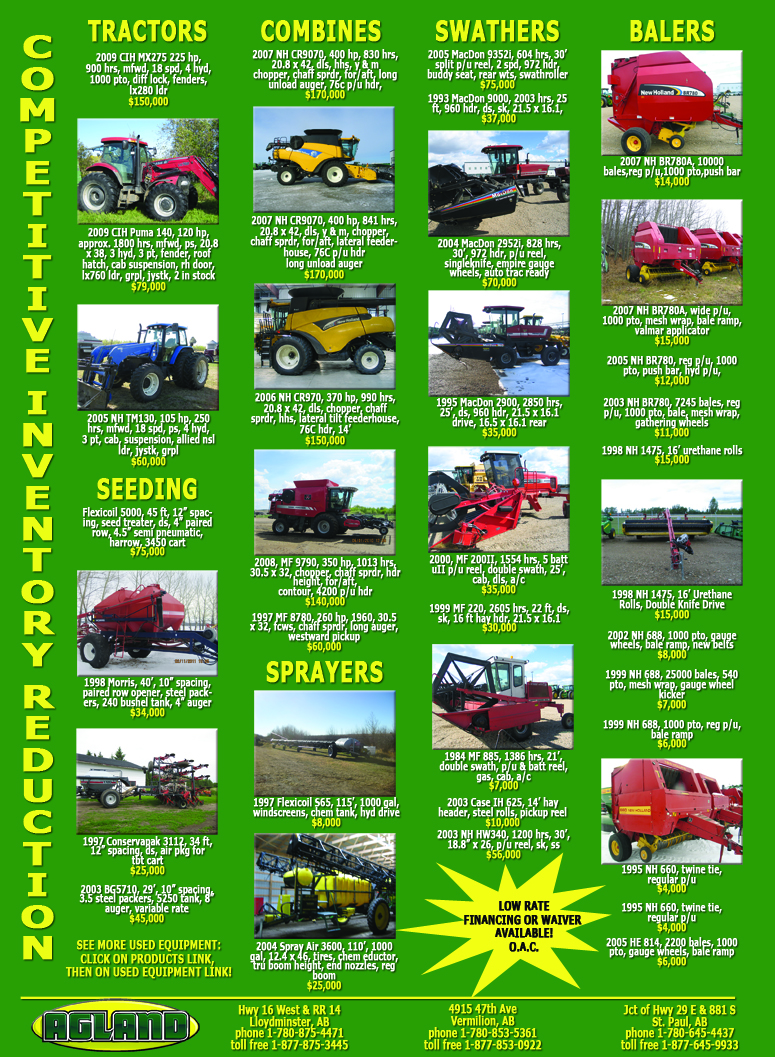 COMPETITIVE INVENTORY REDUCTION
TRACTORS
2009 CIH MX275 225 hp,
900 hrs, mfwd, 18 spd, 4 hyd,
1000 pto, diff lock, fenders,
lx280 ldr
$150,000
2009 CIH Puma 140, 120 hp,
approx. 1800 hrs, mfwd, ps, 20.8
x 38, 3 hyd, 3 pt, fender, roof
hatch, cab suspension, rh door,
lx760 ldr, grpl, jystk, 2 in stock
$79,000
2005 NH TM130, 105 hp, 250
hrs, mfwd, 18 spd, ps, 4 hyd,
3 pt, cab, suspension, allied nsl
ldr, jystk, grpl
$60,000
SEEDING
Flexicoil 5000, 45 ft, 12" spac-
ing, seed treater, ds, 4" paired
row, 4.5" semi pneumatic,
harrow, 3450 cart
$75,000
1998 Morris, 40', 10" spacing,
paired row opener, steel pack-
ers, 240 bushel tank, 4" auger
$34,000
1997 Conservapak 3112, 34 ft,
12" spacing, ds, air pkg for
tbt cart
$25,000
2003 BG5710, 29', 10" spacing,
3.5 steel packers, 5250 tank, 8"
auger, variable rate
$45,000
SEE MORE USED EQUIPMENT:
CLICK ON PRODUCTS LINK,
THEN ON USED EQUIPMENT LINK!
COMBINES
2007 NH CR9070, 400 hp, 830 hrs,
20.8 x 42, dls, hhs, y & m
chopper, chaff sprdr, for/aft, long
unload auger, 76c p/u hdr,
$170,000
2007 NH CR9070, 400 hp, 841 hrs,
20.8 x 42, dls, y & m, chopper,
chaff sprdr, for/aft, lateral feeder-
house, 76C p/u hdr
long unload auger
$170,000
2006 NH CR970, 370 hp, 990 hrs,
20.8 x 42, dls, chopper, chaff
sprdr, hhs, lateral tilt feederhouse,
76C hdr, 14'
$150,000
2008, MF 9790, 350 hp, 1013 hrs,
30.5 x 32, chopper, chaff sprdr, hdr
height, for/aft,
contour, 4200 p/u hdr
$140,000
1997 MF 8780, 260 hp, 1960, 30.5
x 32, fcws, chaff sprdr, long auger,
westward pickup
$60,000
SPRAYERS
1997 Flexicoil S65, 115', 1000 gal,
windscreens, chem tank, hyd drive
$8,000
2004 Spray Air 3600, 110', 1000
gal, 12.4 x 46, tires, chem eductor,
tru boom height, end nozzles, reg
boom
$25,000
SWATHERS
2005 MacDon 9352i, 604 hrs, 30'
split p/u reel, 2 spd, 972 hdr,
buddy seat, rear wts, swathroller
$75,000
1993 MacDon 9000, 2003 hrs, 25
ft, 960 hdr, ds, sk, 21.5 x 16.1,
$37,000
2004 MacDon 2952i, 828 hrs,
30', 972 hdr, p/u reel,
singleknife, empire gauge
wheels, auto trac ready
$70,000
1995 MacDon 2900, 2850 hrs,
25', ds, 960 hdr, 21.5 x 16.1
drive, 16.5 x 16.1 rear
$35,000
2000, MF 200II, 1554 hrs, 5 batt
uII p/u reel, double swath, 25',
cab, dls, a/c
$35,000
1999 MF 220, 2605 hrs, 22 ft, ds,
sk, 16 ft hay hdr, 21.5 x 16.1
$30,000
1984 MF 885, 1386 hrs, 21',
double swath, p/u & batt reel,
gas, cab, a/c
$7,000
2003 Case IH 625, 14' hay
header, steel rolls, pickup reel
$10,000
2003 NH HW340, 1200 hrs, 30',
18.8" x 26, p/u reel, sk, ss
$56,000
LOW RATE
FINANCING OR WAIVER
AVAILABLE!
O.A.C.
BALERS
New Holland BR780
2007 NH BR780A, 10000
bales,reg p/u,1000 pto,push bar
$14,000
2007 NH BR780A, wide p/u,
1000 pto, mesh wrap, bale ramp,
valmar applicator
$15,000
2005 NH BR780, reg p/u, 1000
pto, push bar, hyd p/u,
$12,000
2003 NH BR780, 7245 bales, reg
p/u, 1000 pto, bale, mesh wrap,
gathering wheels
$11,000
1998 NH 1475, 16' urethane rolls
$15,000
1998 NH 1475, 16' Urethane
Rolls, Double Knife Drive
$15,000
2002 NH 688, 1000 pto, gauge
wheels, bale ramp, new belts
$8,000
1999 NH 688, 25000 bales, 540
pto, mesh wrap, gauge wheel
kicker
$7,000
1999 NH 688, 1000 pto, reg p/u,
bale ramp
$6,000
1995 NH 660, twine tie,
regular p/u
$4,000
1995 NH 660, twine tie,
regular p/u
$4,000
2005 HE 814, 2200 bales, 1000
pto, gauge wheels, bale ramp
$6,000
AGLAND
Hwy 16 West & RR 14
Lloydminster, AB
phone 1-780-875-4471
toll free 1-877-875-3445
4915 47th Ave
Vermilion, AB
phone 1-780-853-5361
toll free 1-877-853-0922
Jct of Hwy 29 E & 881 S
St. Paul, AB
phone 1-780-645-4437
toll free 1-877-645-9933